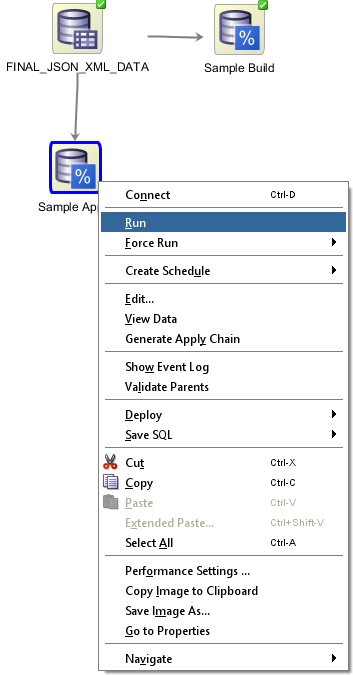 FINAL_JSON_XML_DATA
Sample Build
%
%
Sample App
Connect Ctrl-D
Run
Force Run
Create Schedule
Edit...
View Data
Generate Apply Chain
Show Event Log
Validate Parents
Deploy
Save SQL
Cut Ctrl-X
Copy Ctrl-C
Paste Ctrl-V
Extended Paste... Ctrl+Shift-V
Select All Ctrl-A
Performance Settings ...
Copy Image to Clipboard
Save Image As...
Go to Properties
Navigate